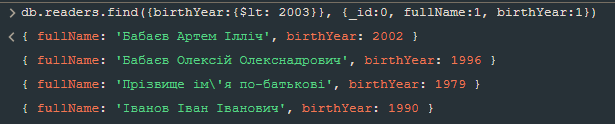 >db.readers.find({birthYear:{$lt: 2003}}, {_id:0, fullName:1, birthYear:1})
<{ fullName: 'Бабаєв Артем Ілліч', birthYear: 2002 }
{ fullName: 'Бабаєв Олексій Олекснадрович', birthYear: 1996 }
{ fullName: 'Прізвище ім\'я по-батькові', birthYear: 1979 }
{ fullName: 'Іванов Іван Іванович', birthYear: 1990 }